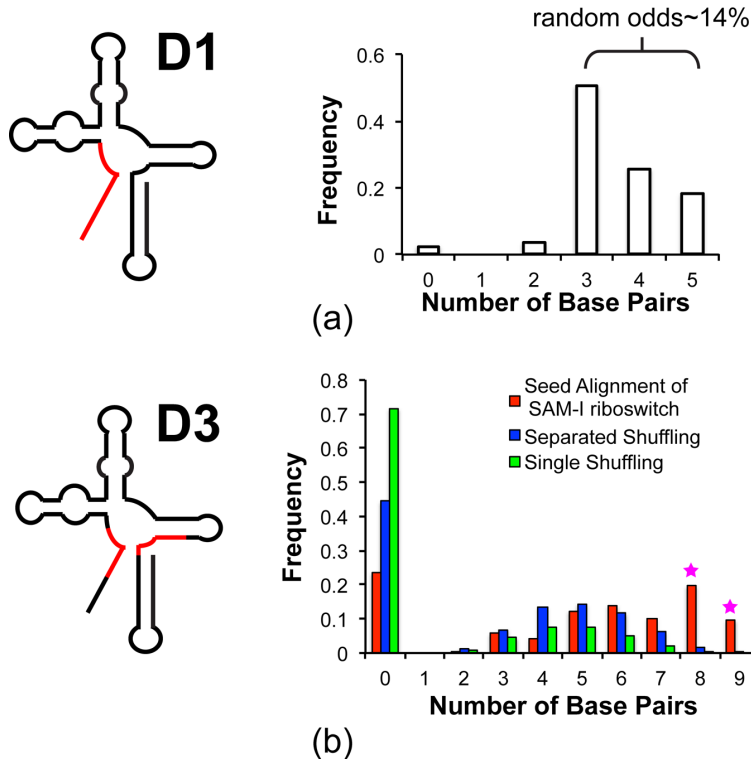 D1
random odds~14%
Frequency
0.6
0.4
0.2
0
0 1 2 3 4 5
Number of Base Pairs
(a)
D3
Frequency
0.8
0.7
0.6
0.5
0.4
0.3
0.2
0.1
0
Seed Alignment of
SAM-I riboswitch
Separated Shuffling
Single Shuffling
0 1 2 3 4 5 6 7 8 9
Number of Base Pairs
(b)